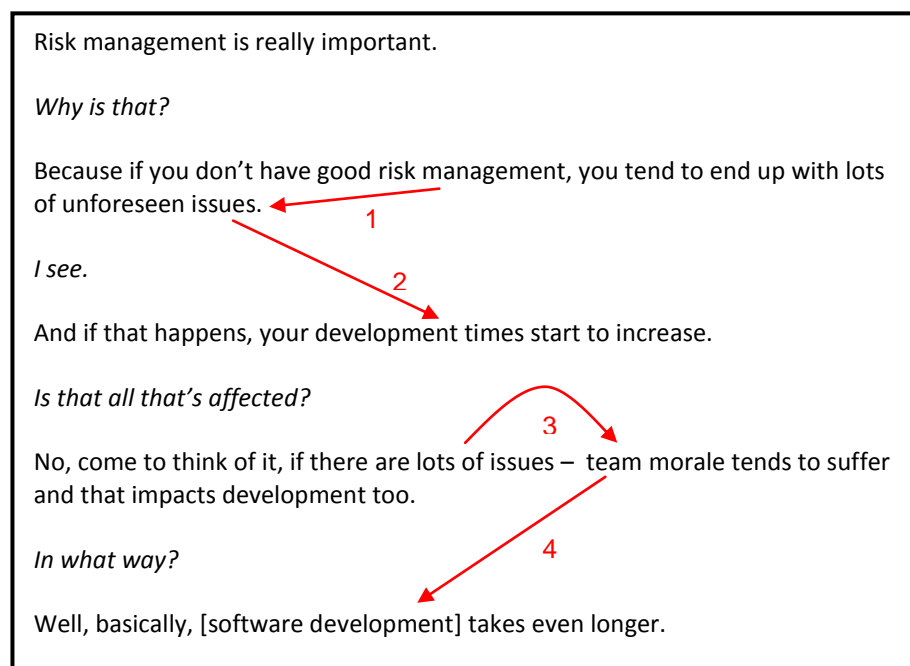 Risk management is really important.
Why is that?
Because if you don’t have good risk management, you tend to end up with lots
of unforeseen issues.
1
I see.
2
And if that happens, your development times start to increase.
Is that all that’s affected?
3
No, come to think of it, if there are lots of issues – team morale tends to suffer
and that impacts development too.
In what way?
4
Well, basically, [software development] takes even longer.